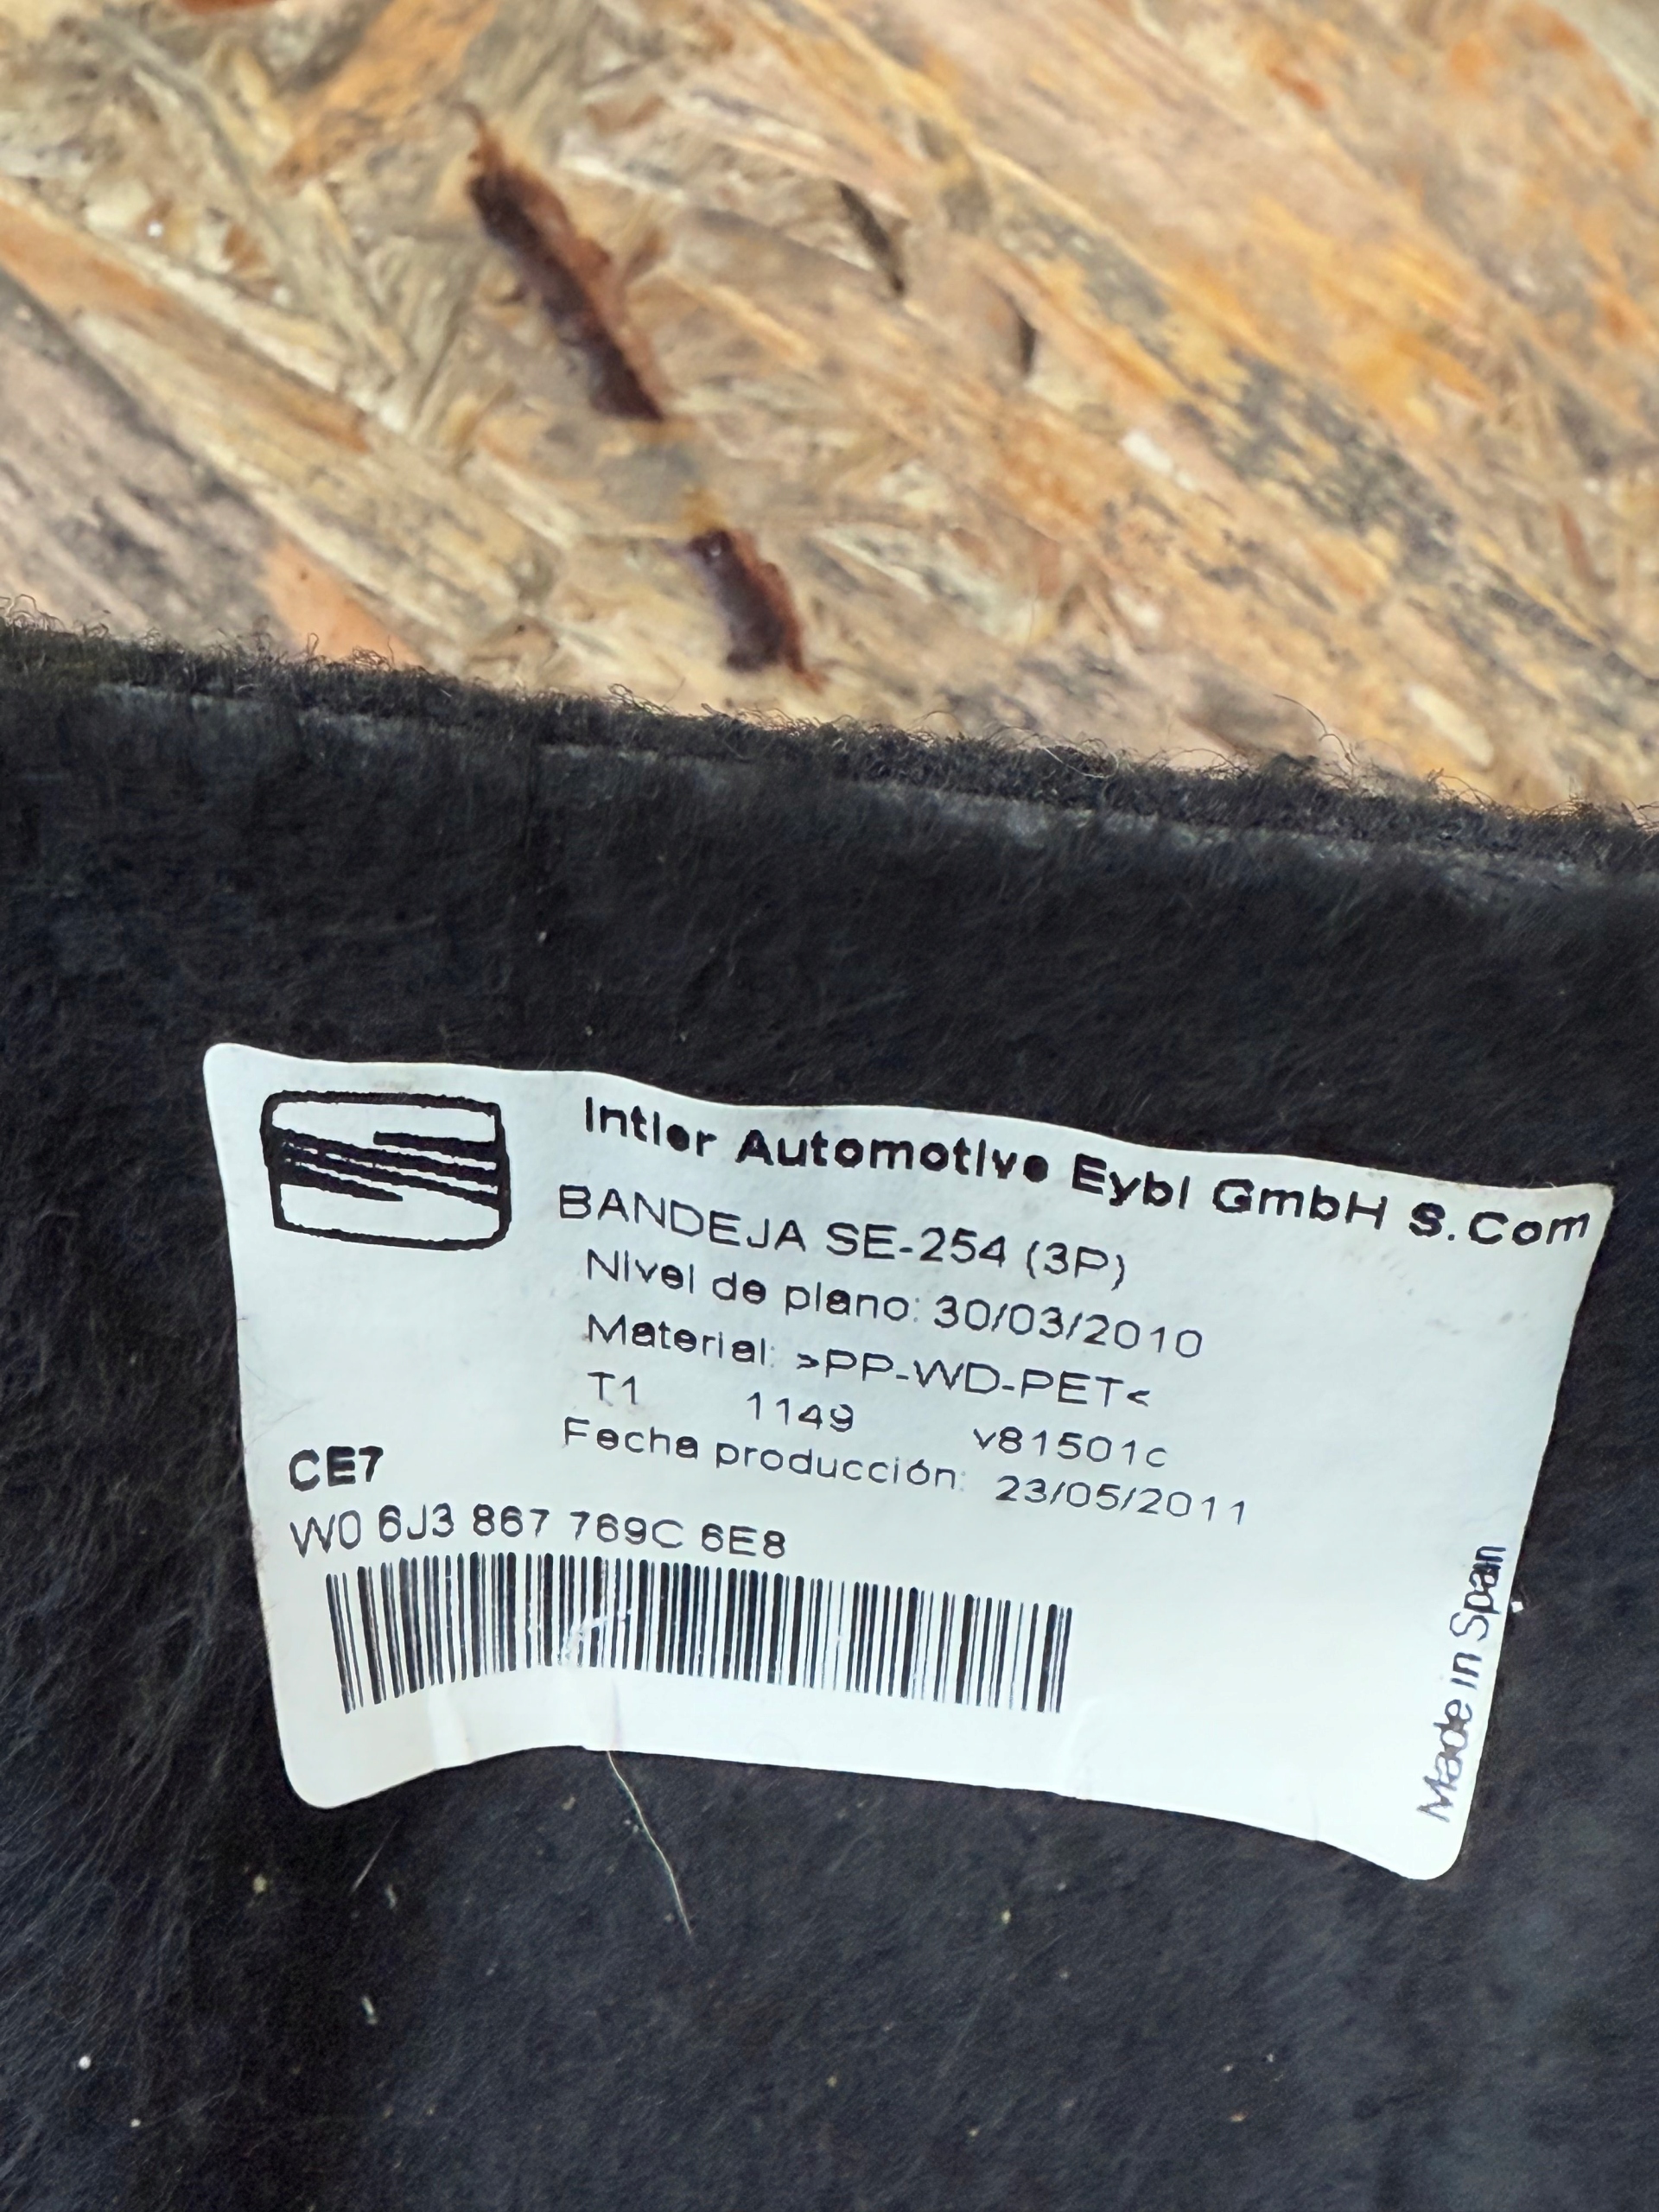 Intier Automotive Eybl GmbH S.Com
BANDEJA SE-254 (3P)
Nivel de plano: 30/03/2010
Material: >PP-WD-PET<
T1 1149 v81501c
Fecha producción: 23/05/2011
CE7
W0 6J3 867 769C 6E8
Made in Span